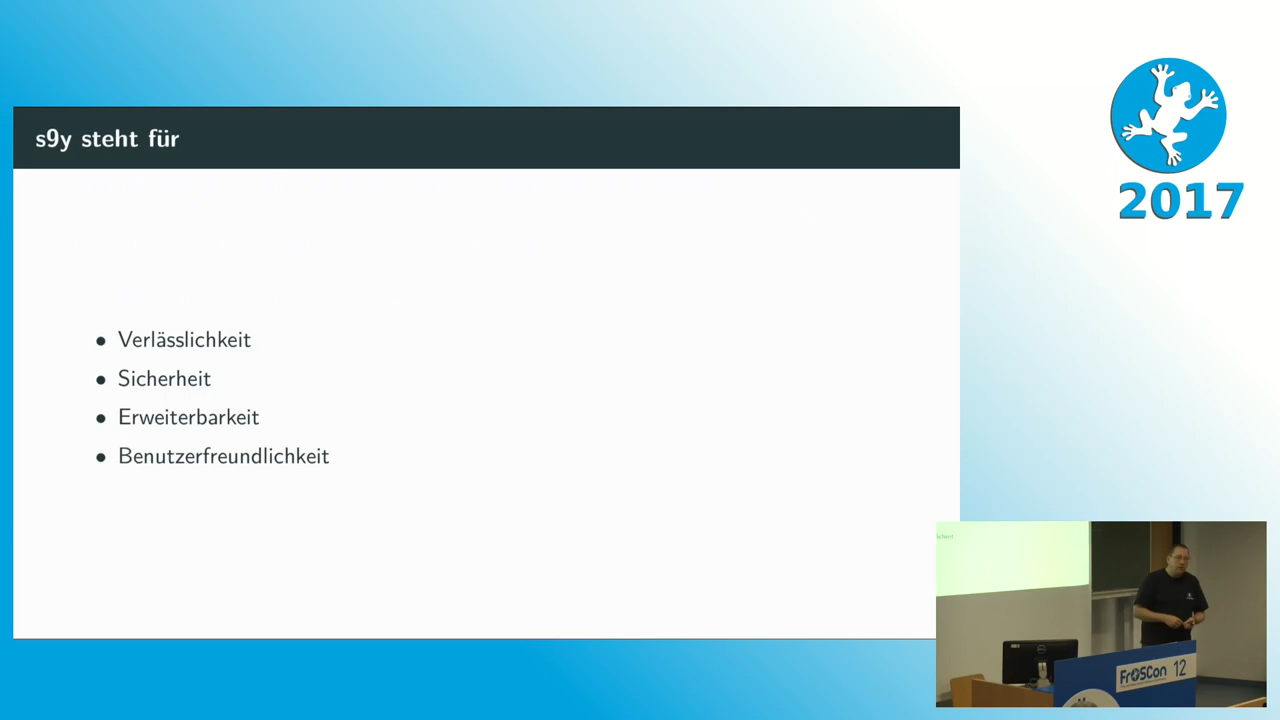 s9y steht für
2017
• Verlässlichkeit
• Sicherheit
• Erweiterbarkeit
• Benutzerfreundlichkeit
FrOSCon 12